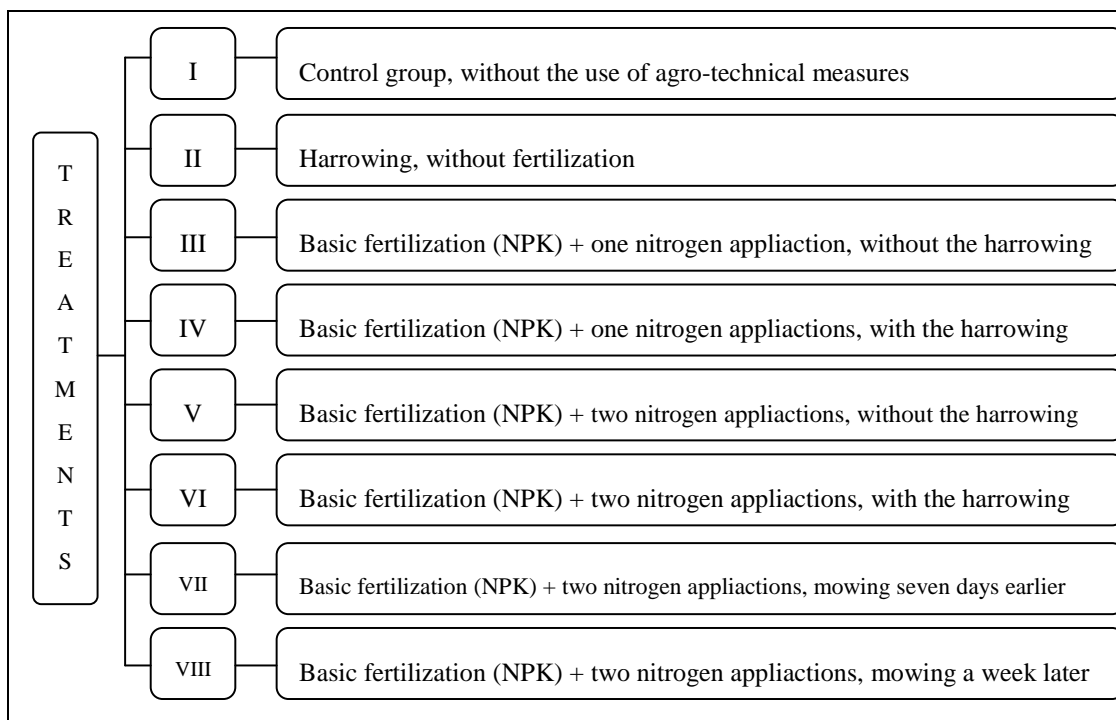 TREATMENTS
I
Control group, without the use of agro-technical measures
II
Harrowing, without fertilization
III
Basic fertilization (NPK) + one nitrogen appliaction, without the harrowing
IV
Basic fertilization (NPK) + one nitrogen appliactions, with the harrowing
V
Basic fertilization (NPK) + two nitrogen appliactions, without the harrowing
VI
Basic fertilization (NPK) + two nitrogen appliactions, with the harrowing
VII
Basic fertilization (NPK) + two nitrogen appliactions, mowing seven days earlier
VIII
Basic fertilization (NPK) + two nitrogen appliactions, mowing a week later